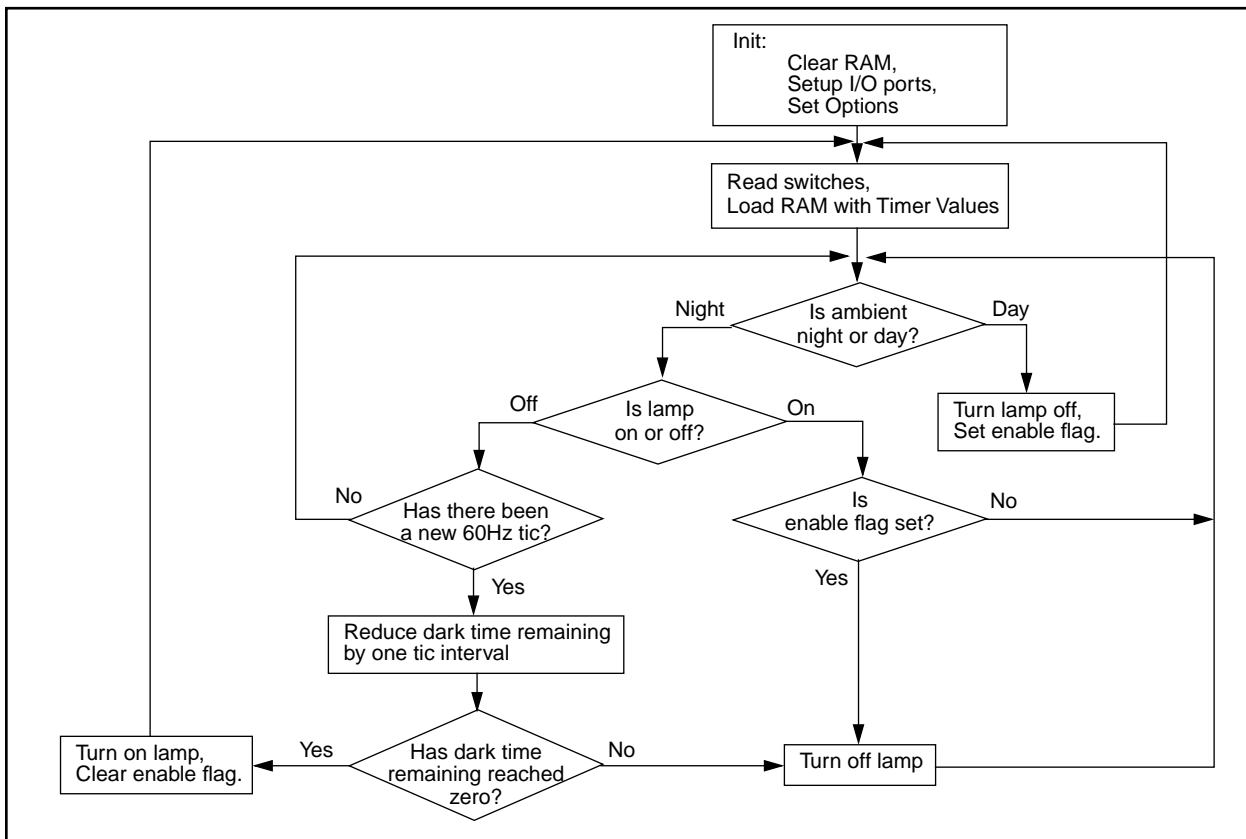 Init:
Clear RAM,
Setup I/O ports,
Set Options
Read switches,
Load RAM with Timer Values
Is ambient
night or day?
Night
Day
Is lamp
on or off?
Off
On
Turn lamp off,
Set enable flag.
Has there been
a new 60Hz tic?
No
Yes
Is
enable flag set?
No
Yes
Reduce dark time remaining
by one tic interval
Has dark time
remaining reached
zero?
Yes
No
Turn on lamp,
Clear enable flag.
Turn off lamp